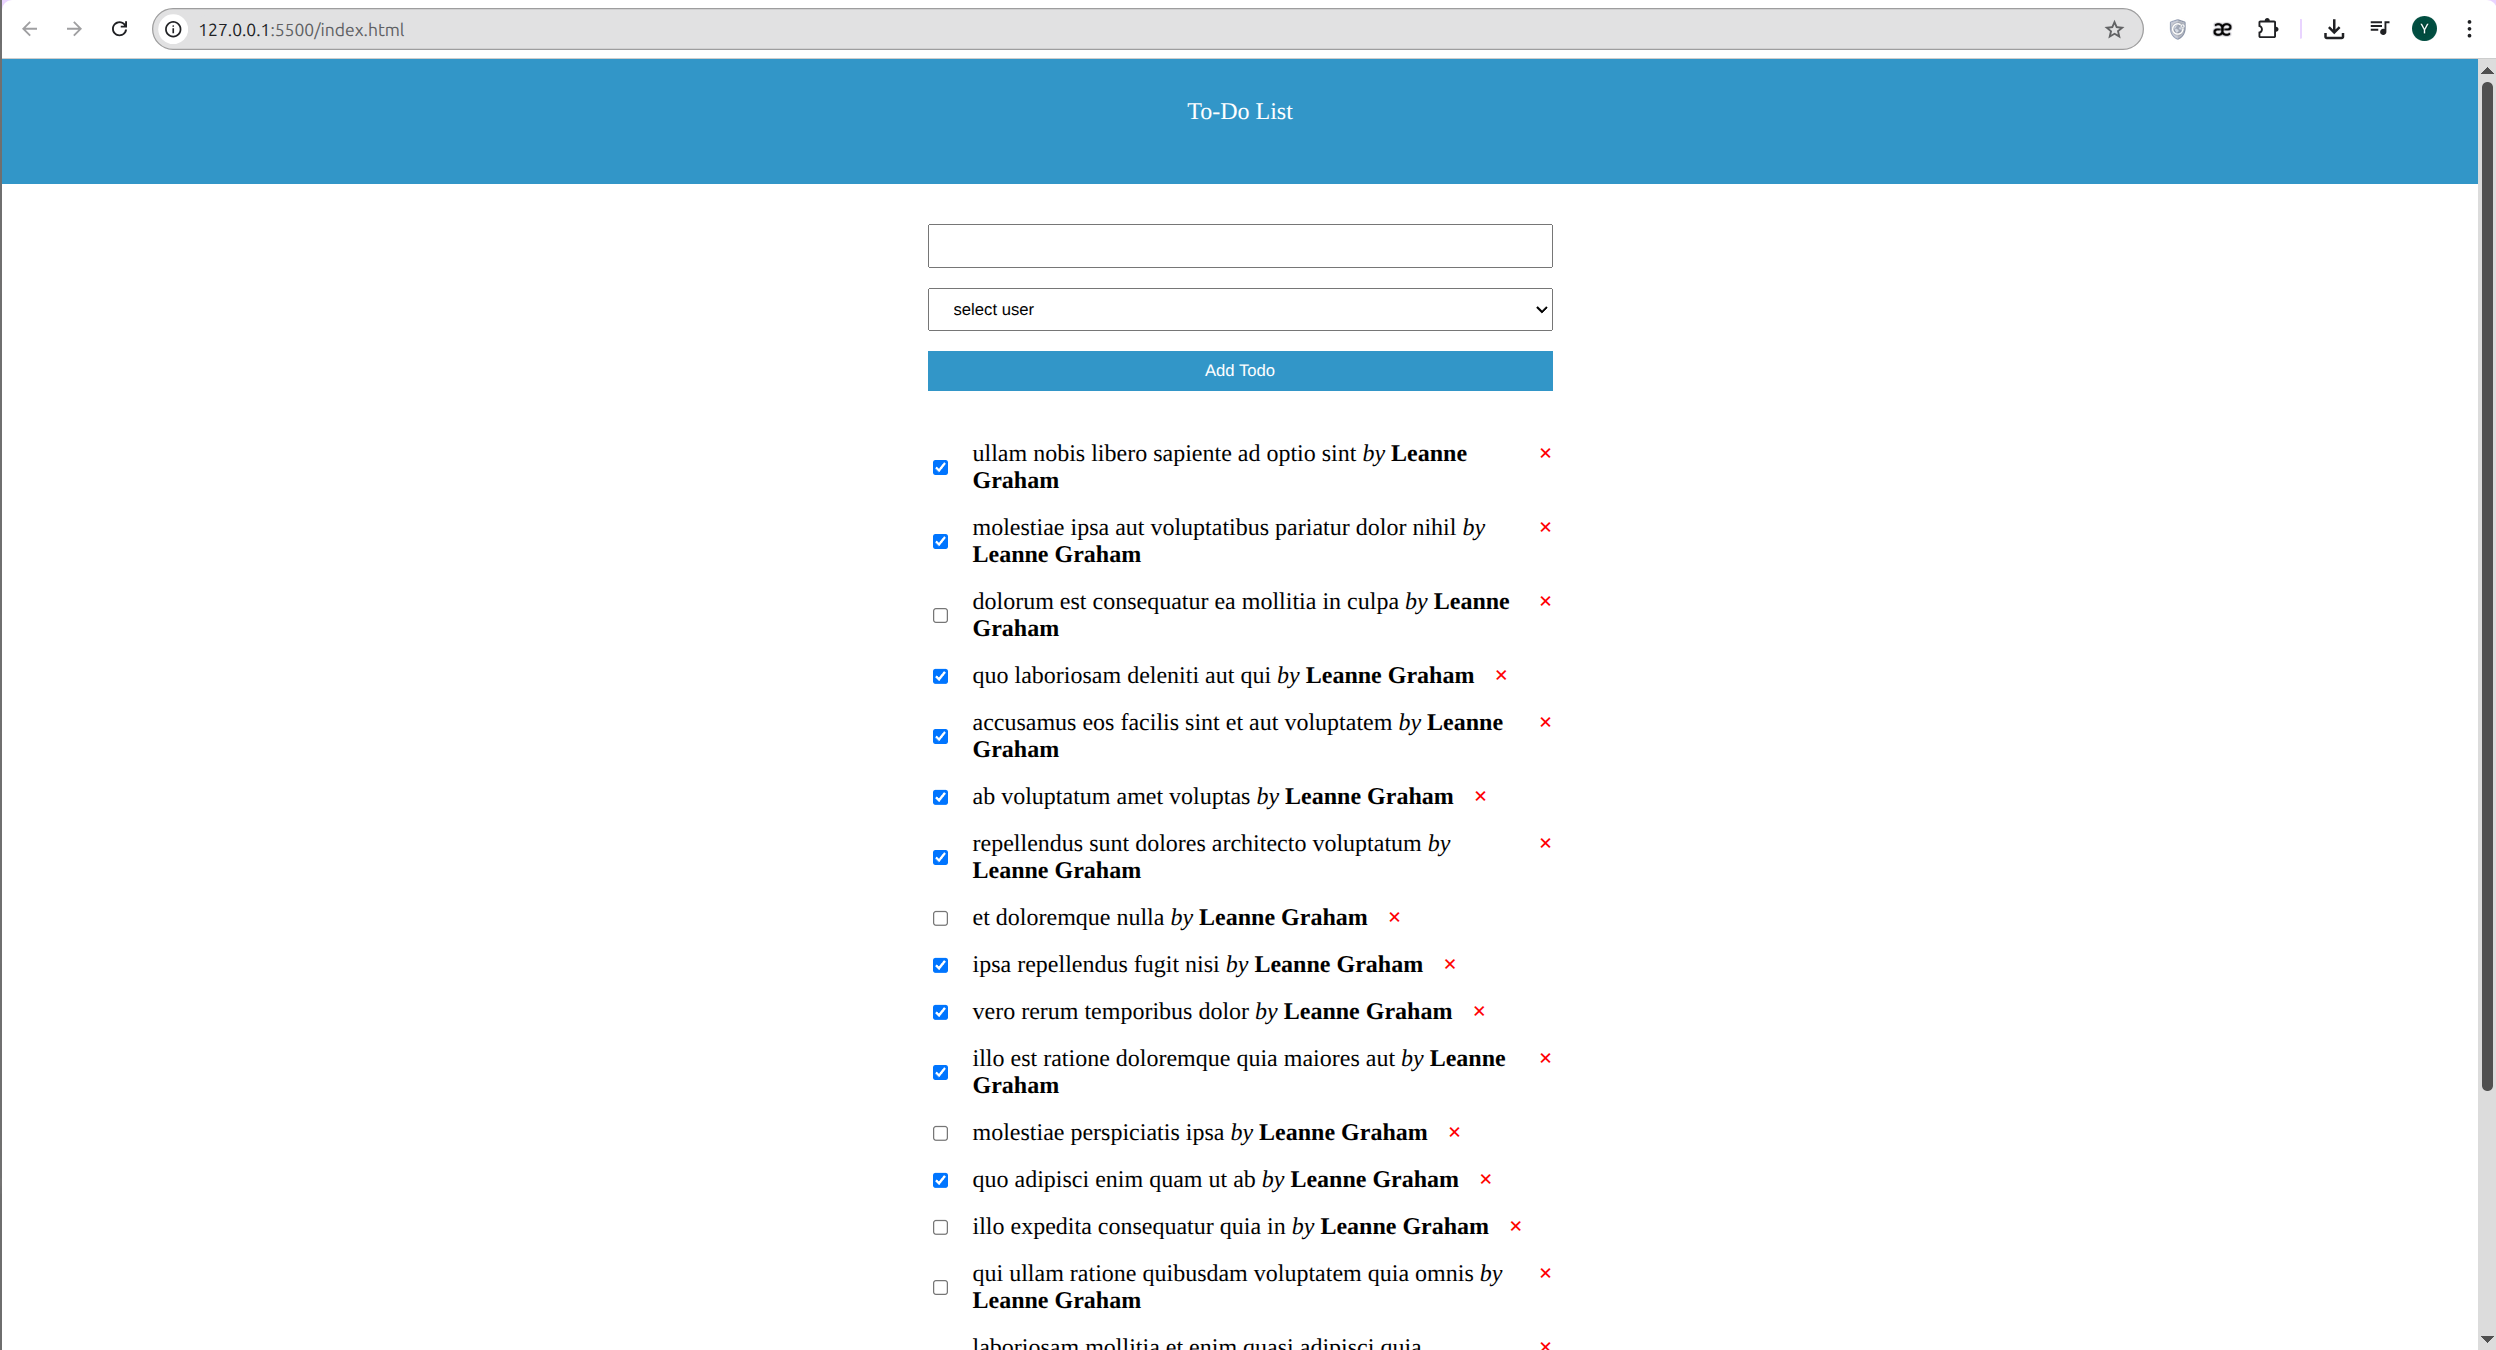 127.0.0.1:5500/index.html
Y
To-Do List
select user
Add Todo
ullam nobis libero sapiente ad optio sint by Leanne
Graham
molestiae ipsa aut voluptatibus pariatur dolor nihil by
Leanne Graham
dolorum est consequatur ea mollitia in culpa by Leanne
Graham
quo laboriosam deleniti aut qui by Leanne Graham
accusamus eos facilis sint et aut voluptatem by Leanne
Graham
ab voluptatum amet voluptas by Leanne Graham
repellendus sunt dolores architecto voluptatum by
Leanne Graham
et doloremque nulla by Leanne Graham
ipsa repellendus fugit nisi by Leanne Graham
vero rerum temporibus dolor by Leanne Graham
illo est ratione doloremque quia maiores aut by Leanne
Graham
molestiae perspiciatis ipsa by Leanne Graham
quo adipisci enim quam ut ab by Leanne Graham
illo expedita consequatur quia in by Leanne Graham
qui ullam ratione quibusdam voluptatem quia omnis by
Leanne Graham
laboriosam mollitia et enim quasi adipisci quia